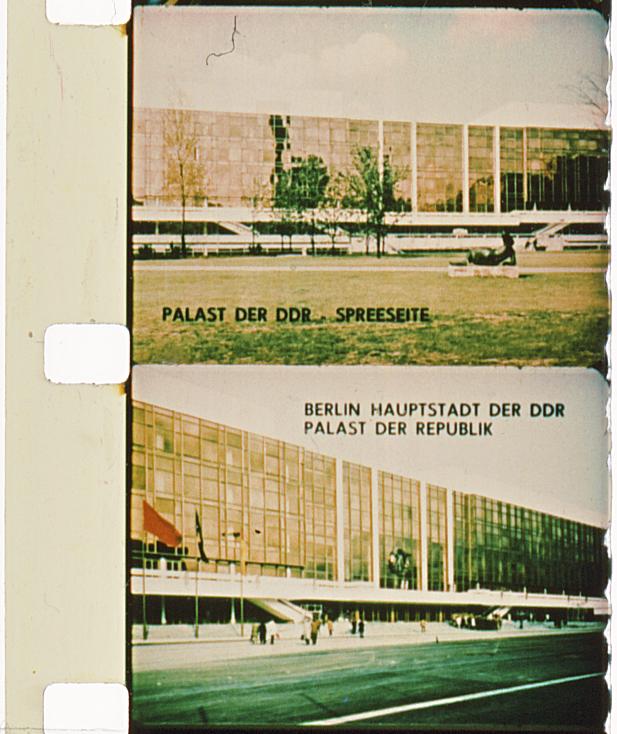 PALAST DER DDR - SPREESEITE
BERLIN HAUPTSTADT DER DDR
PALAST DER REPUBLIK